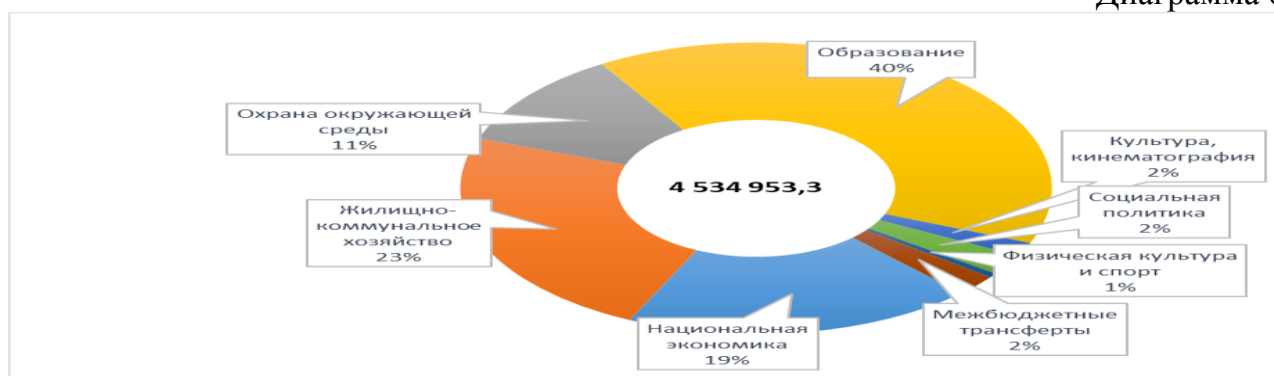 Диаграмма
Образование
40%
Охрана окружающей
среды
11%
Культура,
кинематография
2%
4 534 953,3
Социальная
политика
2%
Жилищно-
коммунальное
хозяйство
23%
Физическая культура
и спорт
1%
Межбюджетные
трансферты
2%
Национальная
экономика
19%